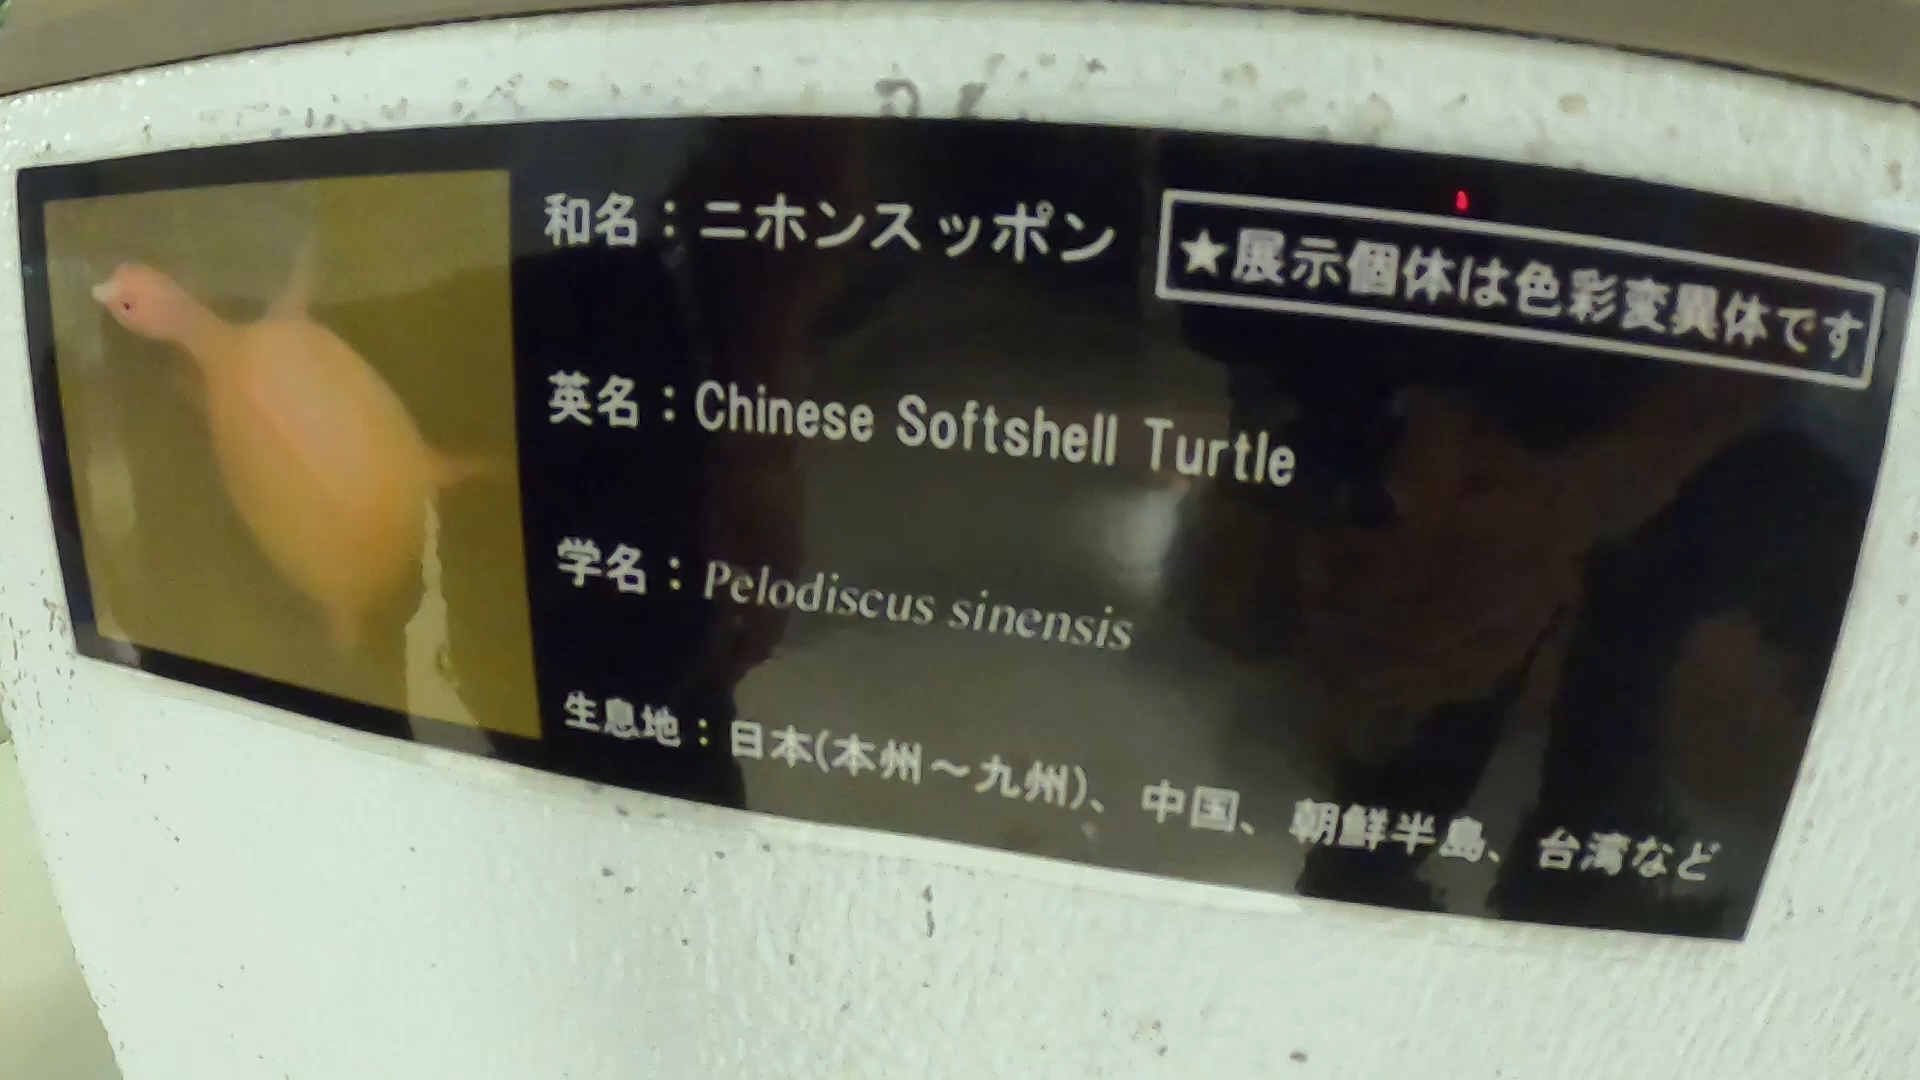 和名：ニホンスッポン
★展示個体は色彩変異体です
英名：Chinese Softshell Turtle
学名：Pelodiscus sinensis
生息地：日本(本州～九州)、中国、朝鮮半島、台湾など